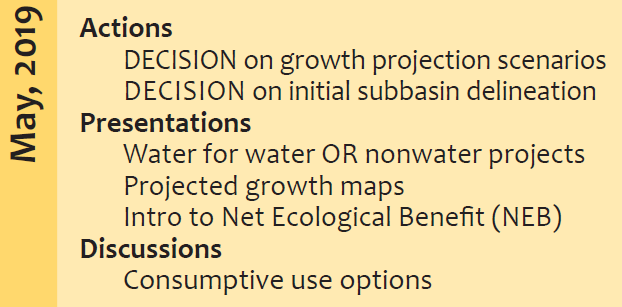 May, 2019
Actions
DECISION on growth projection scenarios
DECISION on initial subbasin delineation
Presentations
Water for water OR nonwater projects
Projected growth maps
Intro to Net Ecological Benefit (NEB)
Discussions
Consumptive use options